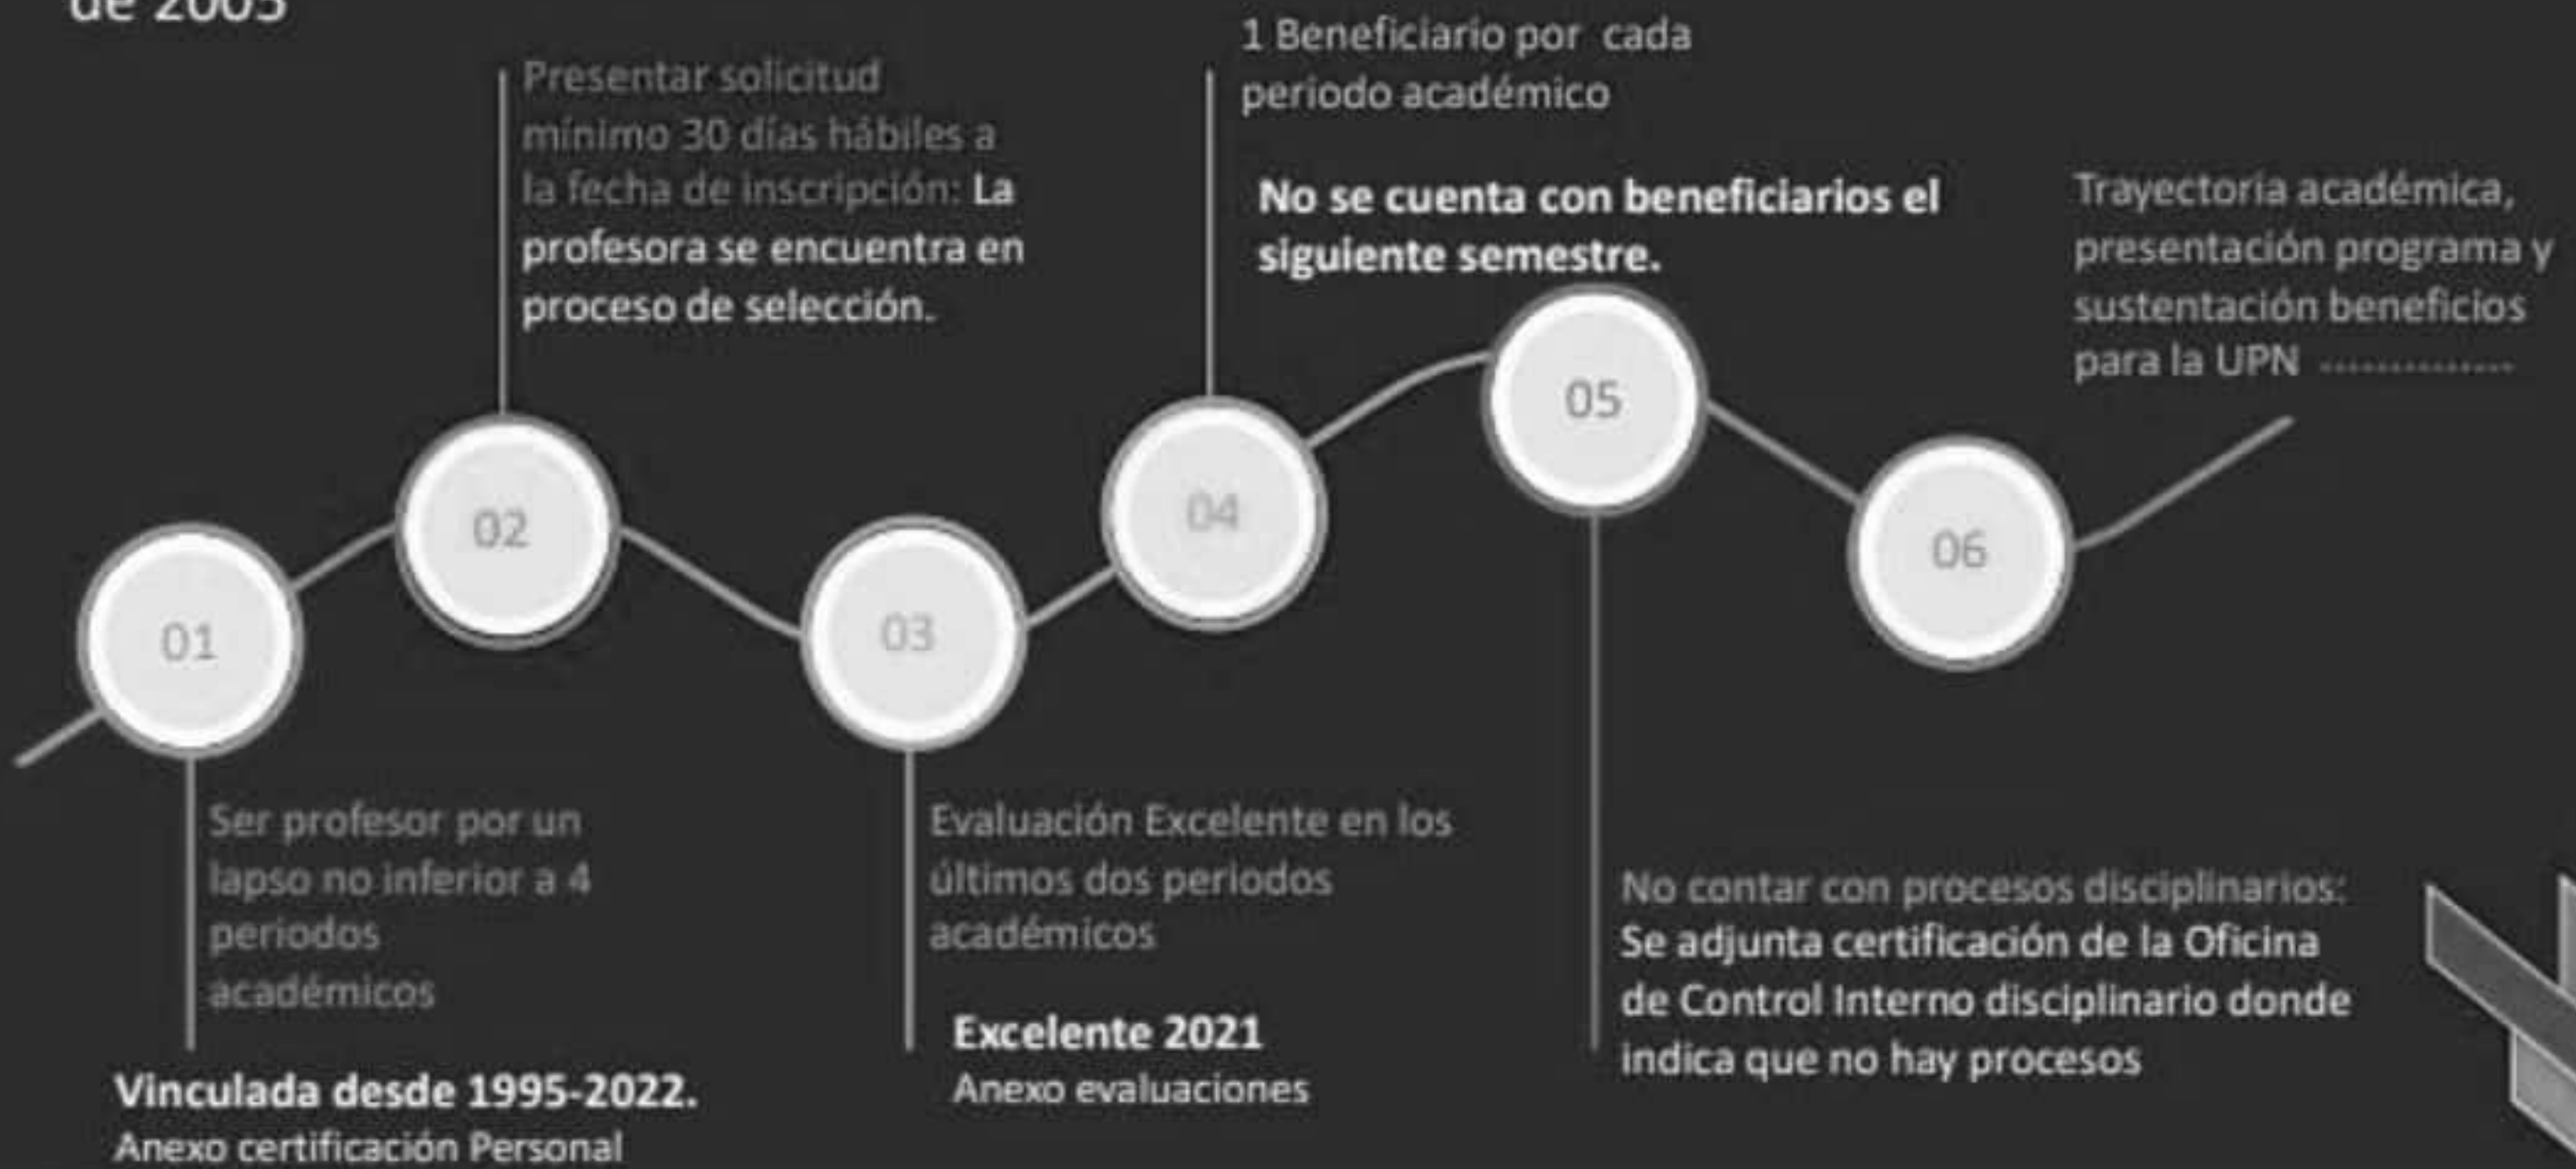 de 2005
Presentar solicitud
mínimo 30 días hábiles a
la fecha de inscripción: La
profesora se encuentra en
proceso de selección.
1 Beneficiario por cada
periodo académico
No se cuenta con beneficiarios el
siguiente semestre.
Trayectoria académica,
presentación programa y
sustentación beneficios
para la UPN --------------
01
02
03
04
05
06
Ser profesor por un
lapso no inferior a 4
periodos
académicos
Vinculada desde 1995-2022.
Anexo certificación Personal
Evaluación Excelente en los
últimos dos periodos
académicos
Excelente 2021
Anexo evaluaciones
No contar con procesos disciplinarios:
Se adjunta certificación de la Oficina
de Control Interno disciplinario donde
indica que no hay procesos